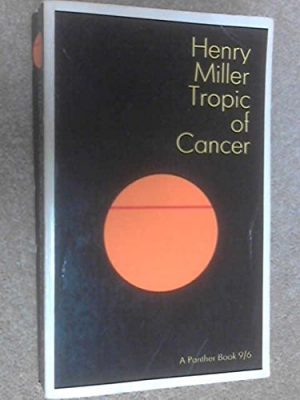 Henry
Miller
Tropic
of
Cancer
A Panther Book 9/6